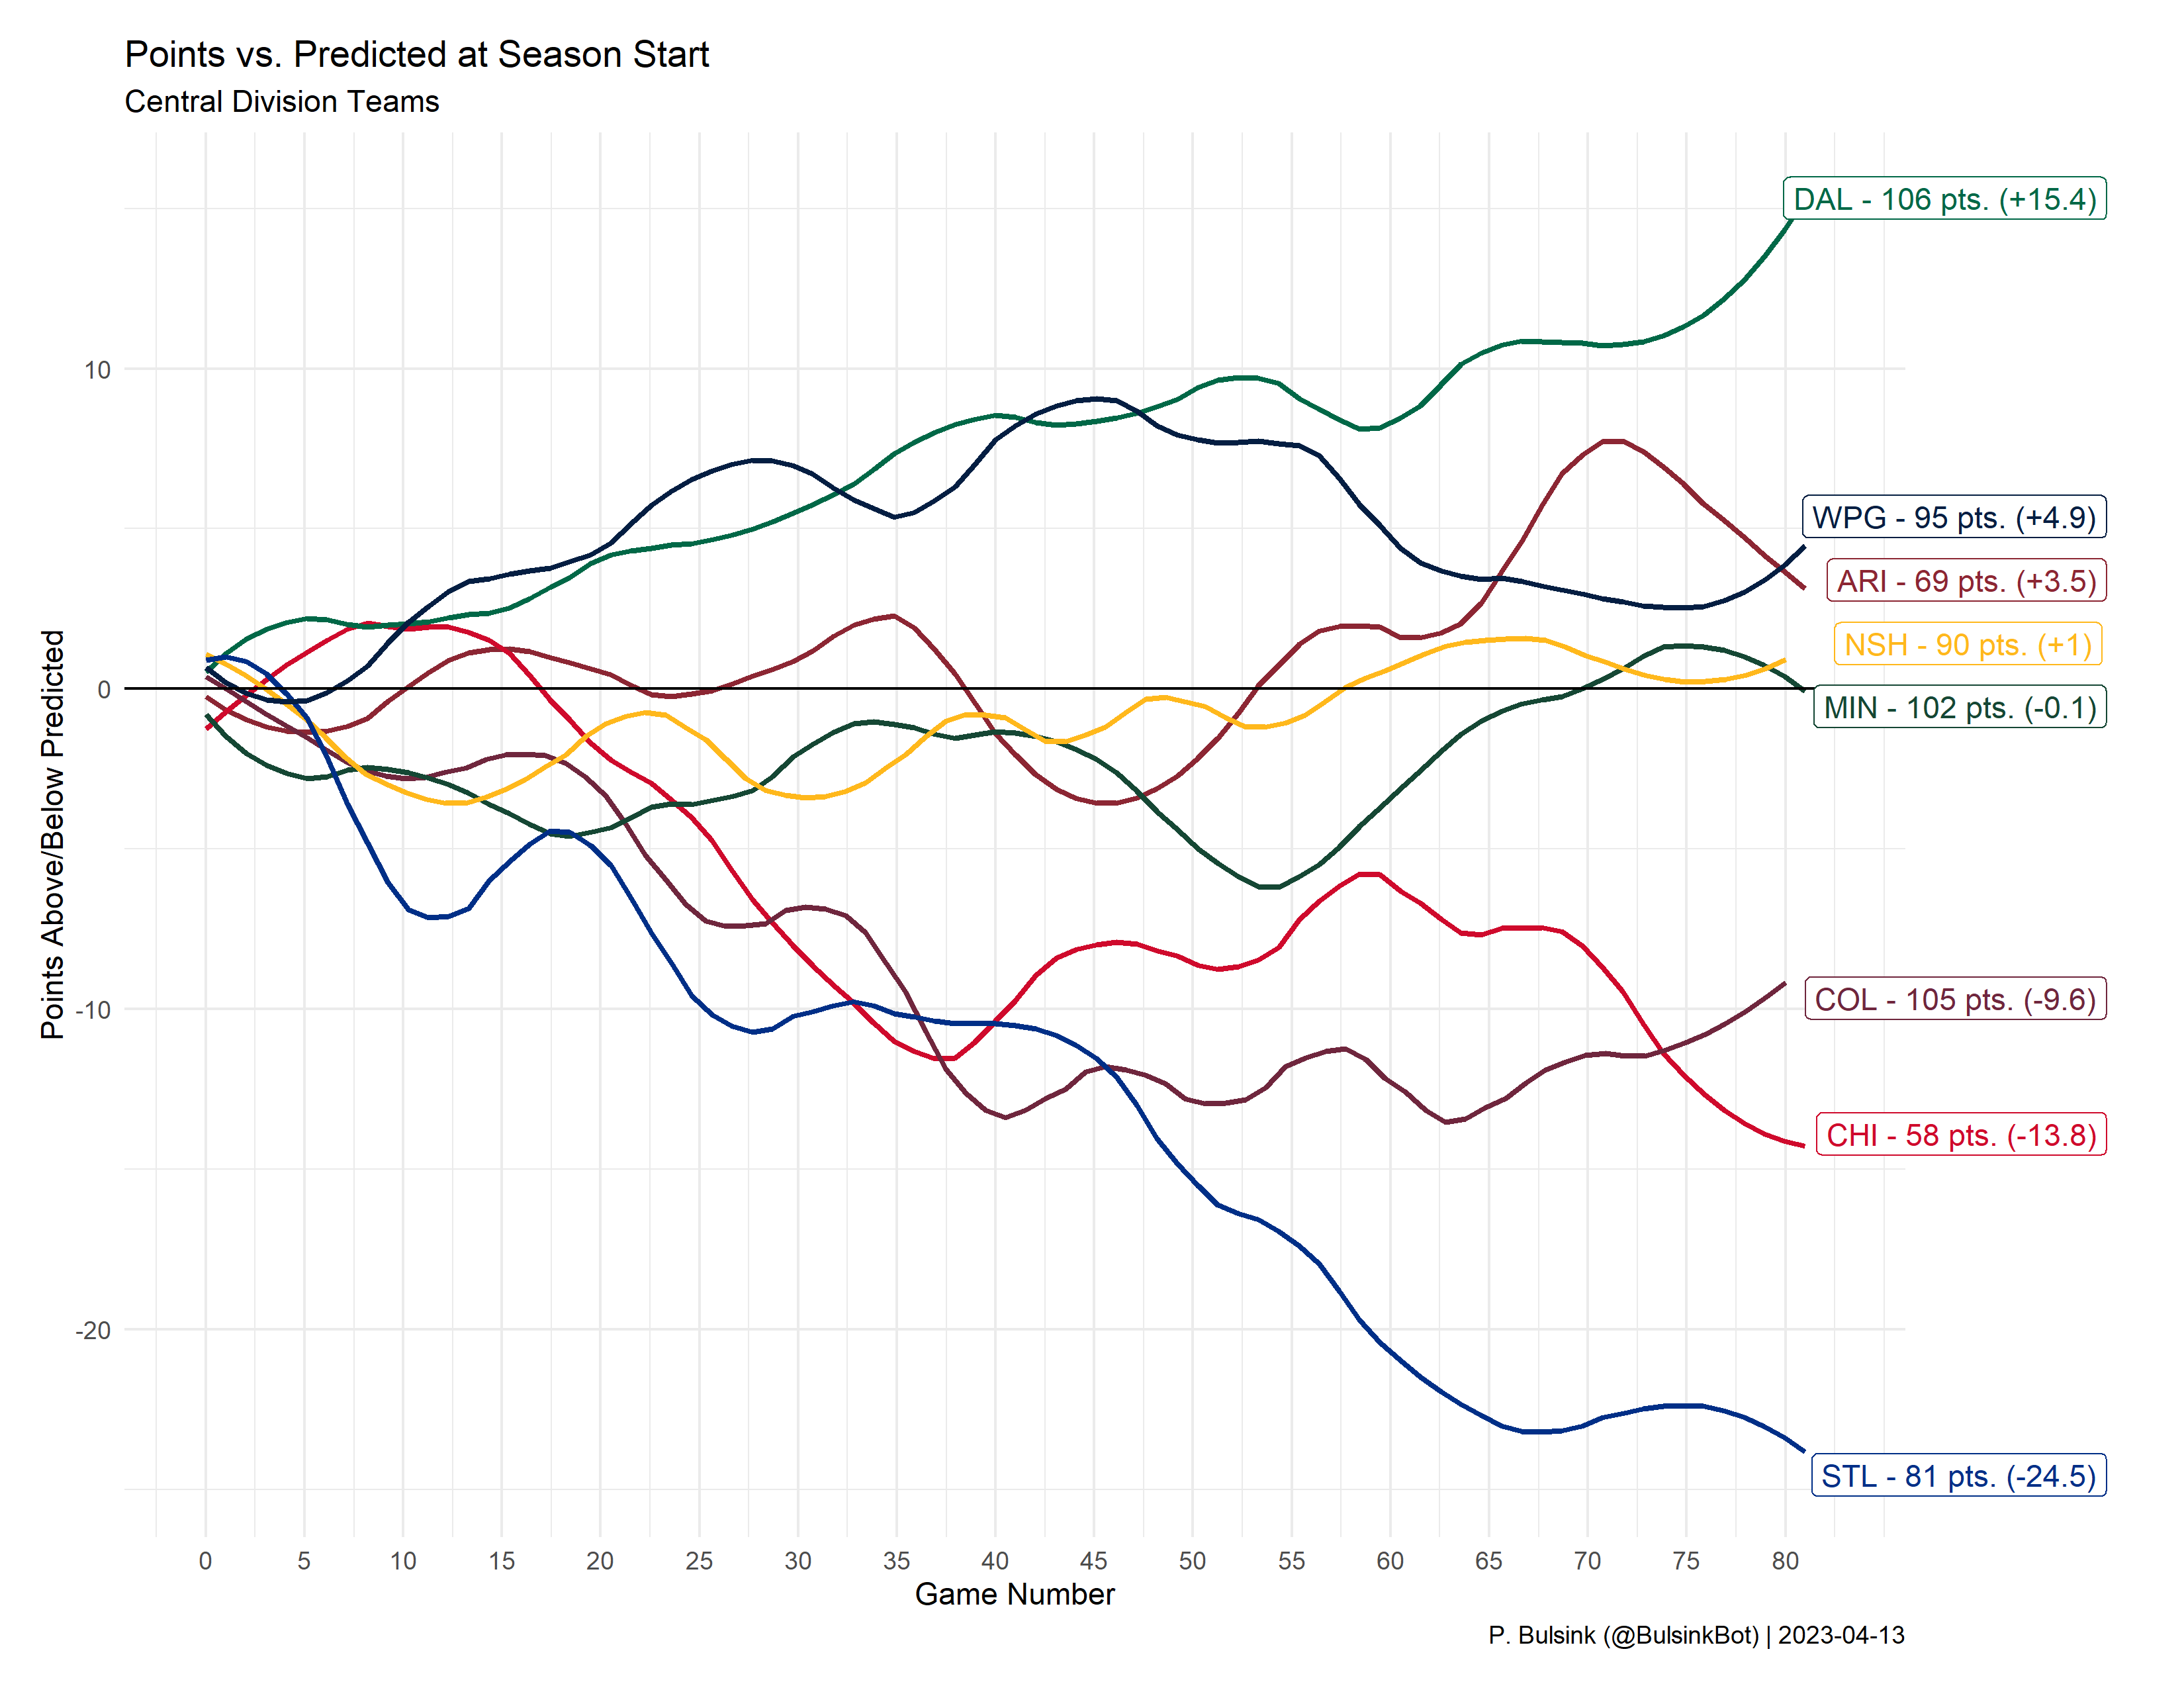 Points vs. Predicted at Season Start
Central Division Teams
Points Above/Below Predicted
10
0
-10
-20
DAL - 106 pts. (+15.4)
WPG - 95 pts. (+4.9)
ARI - 69 pts. (+3.5)
NSH - 90 pts. (+1)
MIN - 102 pts. (-0.1)
COL - 105 pts. (-9.6)
CHI - 58 pts. (-13.8)
STL - 81 pts. (-24.5)
0 5 10 15 20 25 30 35 40 45 50 55 60 65 70 75 80
Game Number
P. Bulsink (@BulsinkBot) | 2023-04-13